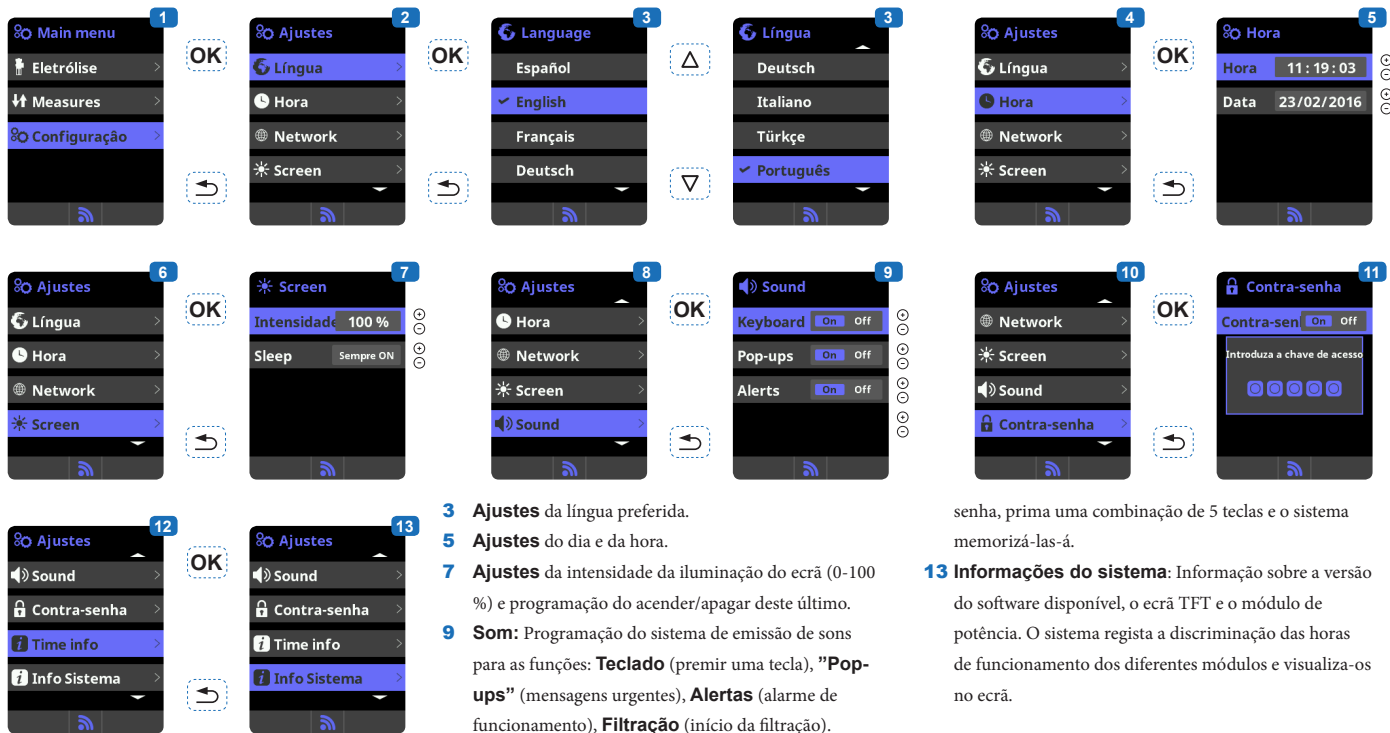 1
Main menu
Eletrólise
Measures
Configuração
OK
2
Ajustes
Língua
Hora
Network
Screen
OK
3
Language
Español
English
Français
Deutsch
3
Língua
Deutsch
Italiano
Türkçe
Português
4
Ajustes
Língua
Hora
Network
Screen
OK
5
Hora
Hora 11:19:03
Data 23/02/2016
6
Ajustes
Língua
Hora
Network
Screen
OK
7
Screen
Intensidade 100 %
Sleep Sempre ON
8
Ajustes
Hora
Network
Screen
Sound
OK
9
Sound
Keyboard On Off
Pop-ups On Off
Alerts On Off
10
Ajustes
Network
Screen
Sound
Contra-senha
OK
11
Contra-senha
Contra-sen On Off
Introduza a chave de acesso
12
Ajustes
Sound
Contra-senha
Time info
Info Sistema
OK
13
Ajustes
Sound
Contra-senha
Time info
Info Sistema
3 Ajustes da língua preferida.
5 Ajustes do dia e da hora.
7 Ajustes da intensidade da iluminação do ecrã (0-100
%) e programação do acender/apagar deste último.
9 Som: Programação do sistema de emissão de sons
para as funções: Teclado (premir uma tecla), ”Pop-
ups” (mensagens urgentes), Alertas (alarme de
funcionamento), Filtração (início da filtração).
senha, prima uma combinação de 5 teclas e o sistema
memorizá-las-á.
13 Informações do sistema: Informação sobre a versão
do software disponível, o ecrã TFT e o módulo de
potência. O sistema regista a discriminação das horas
de funcionamento dos diferentes módulos e visualiza-os
no ecrã.